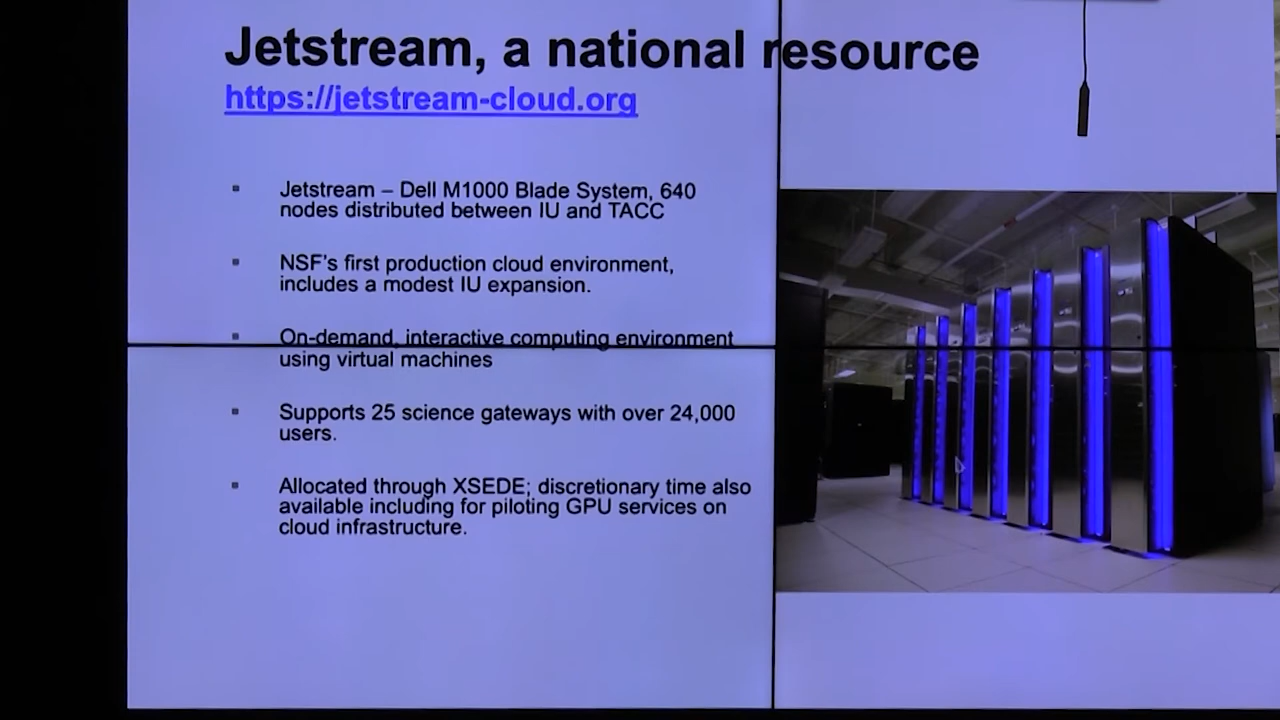 Jetstream, a national resource
https://jetstream-cloud.org
Jetstream – Dell M1000 Blade System, 640
nodes distributed between IU and TACC
NSF's first production cloud environment,
includes a modest IU expansion.
On-demand, interactive computing environment
using virtual machines
Supports 25 science gateways with over 24,000
users.
Allocated through XSEDE; discretionary time also
available including for piloting GPU services on
cloud infrastructure.